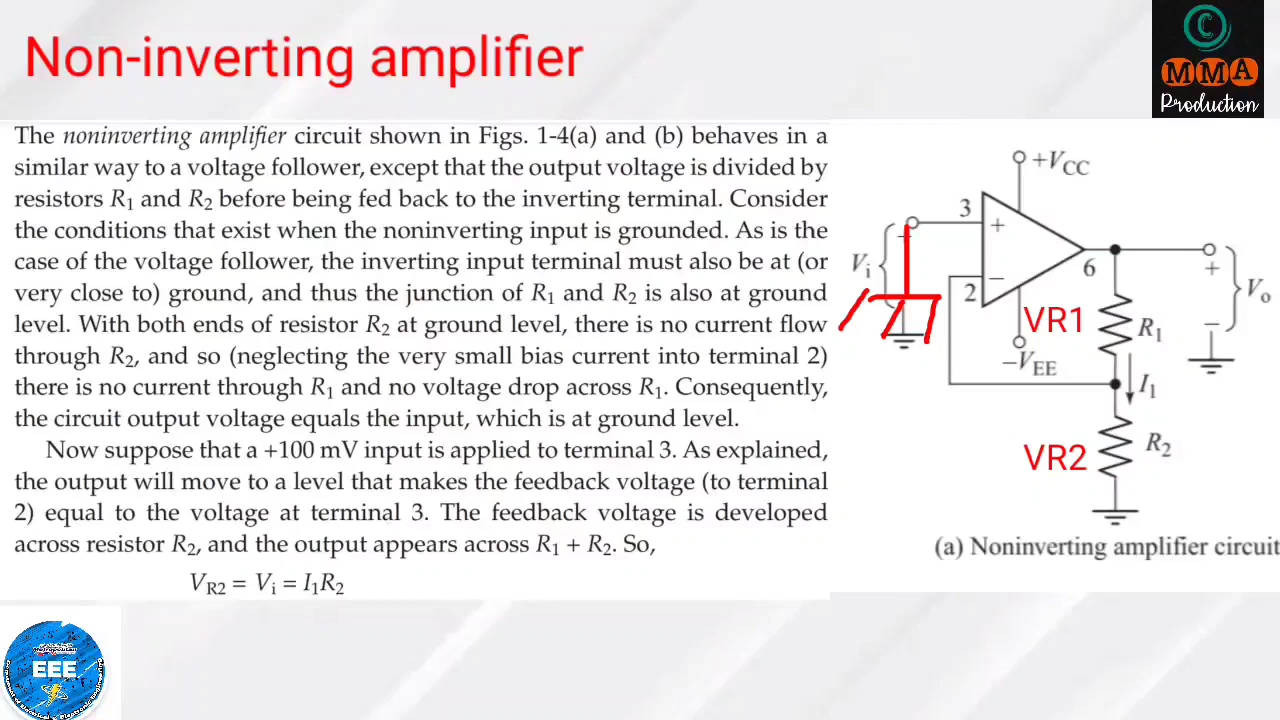 Non-inverting amplifier
©
MMA
Production
The noninverting amplifier circuit shown in Figs. 1-4(a) and (b) behaves in a
similar way to a voltage follower, except that the output voltage is divided by
resistors R₁ and R₂ before being fed back to the inverting terminal. Consider
the conditions that exist when the noninverting input is grounded. As is the
case of the voltage follower, the inverting input terminal must also be at (or
very close to) ground, and thus the junction of R₁ and R₂ is also at ground
level. With both ends of resistor R₂ at ground level, there is no current flow
through R₂, and so (neglecting the very small bias current into terminal 2)
there is no current through R₁ and no voltage drop across R₁. Consequently,
the circuit output voltage equals the input, which is at ground level.
Now suppose that a +100 mV input is applied to terminal 3. As explained,
the output will move to a level that makes the feedback voltage (to terminal
2) equal to the voltage at terminal 3. The feedback voltage is developed
across resistor R₂, and the output appears across R₁ + R₂. So,
V_R2 = V_i = I₁R₂
+V_CC
3
+
V_i
−
2
6
+
V_o
−
VR1
R₁
−V_EE
I₁
VR2
R₂
(a) Noninverting amplifier circuit
Metropolitan
EEE